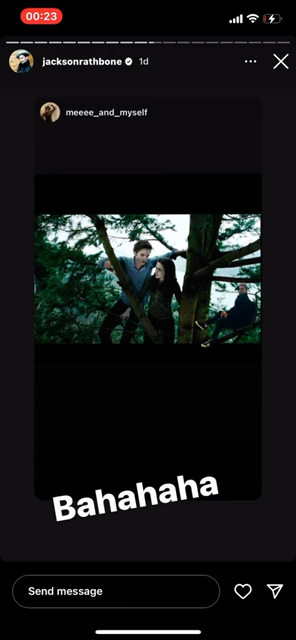 00:23
jacksonrathbone 1d
meeee_and_myself
Bahahaha
Send message